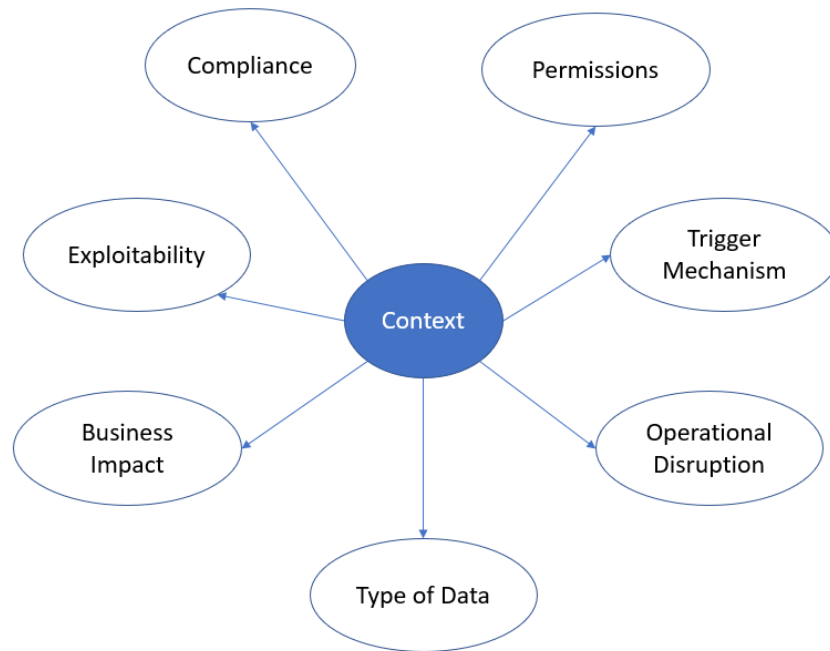 Compliance
Permissions
Exploitability
Trigger
Mechanism
Context
Business
Impact
Operational
Disruption
Type of Data